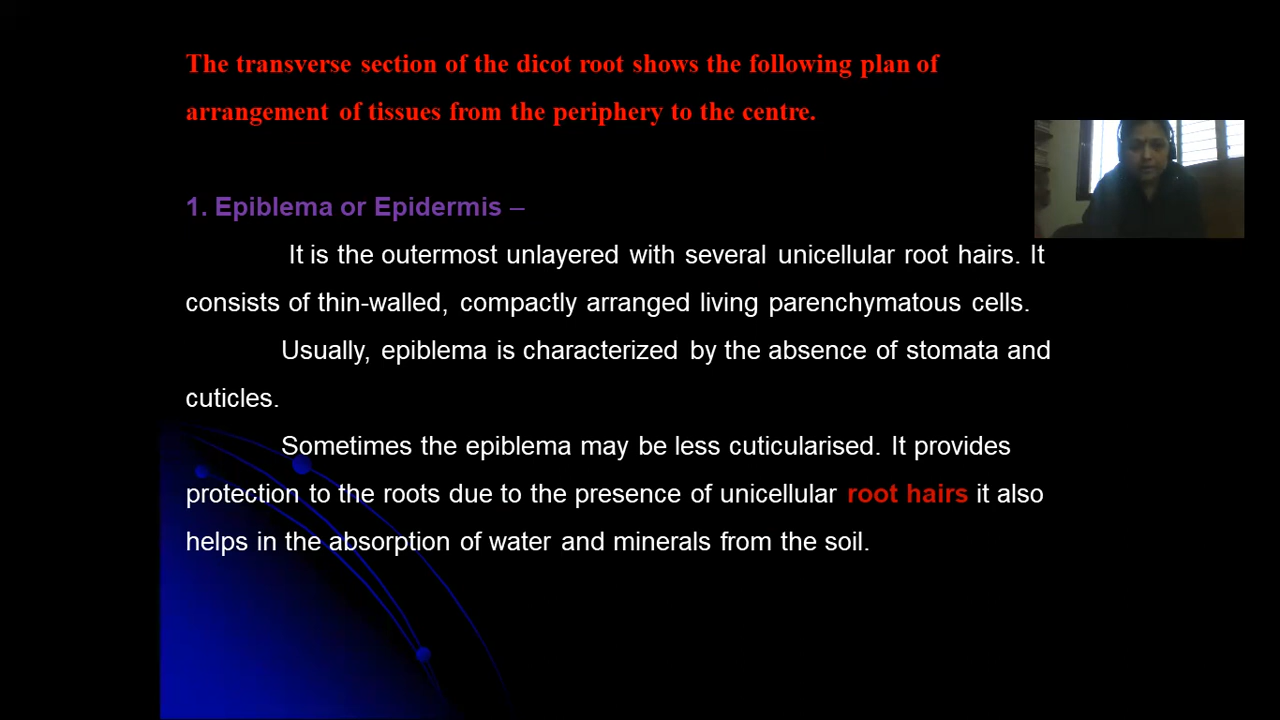 The transverse section of the dicot root shows the following plan of
arrangement of tissues from the periphery to the centre.
1. Epiblema or Epidermis –
It is the outermost unlayered with several unicellular root hairs. It
consists of thin-walled, compactly arranged living parenchymatous cells.
Usually, epiblema is characterized by the absence of stomata and
cuticles.
Sometimes the epiblema may be less cuticularised. It provides
protection to the roots due to the presence of unicellular root hairs it also
helps in the absorption of water and minerals from the soil.